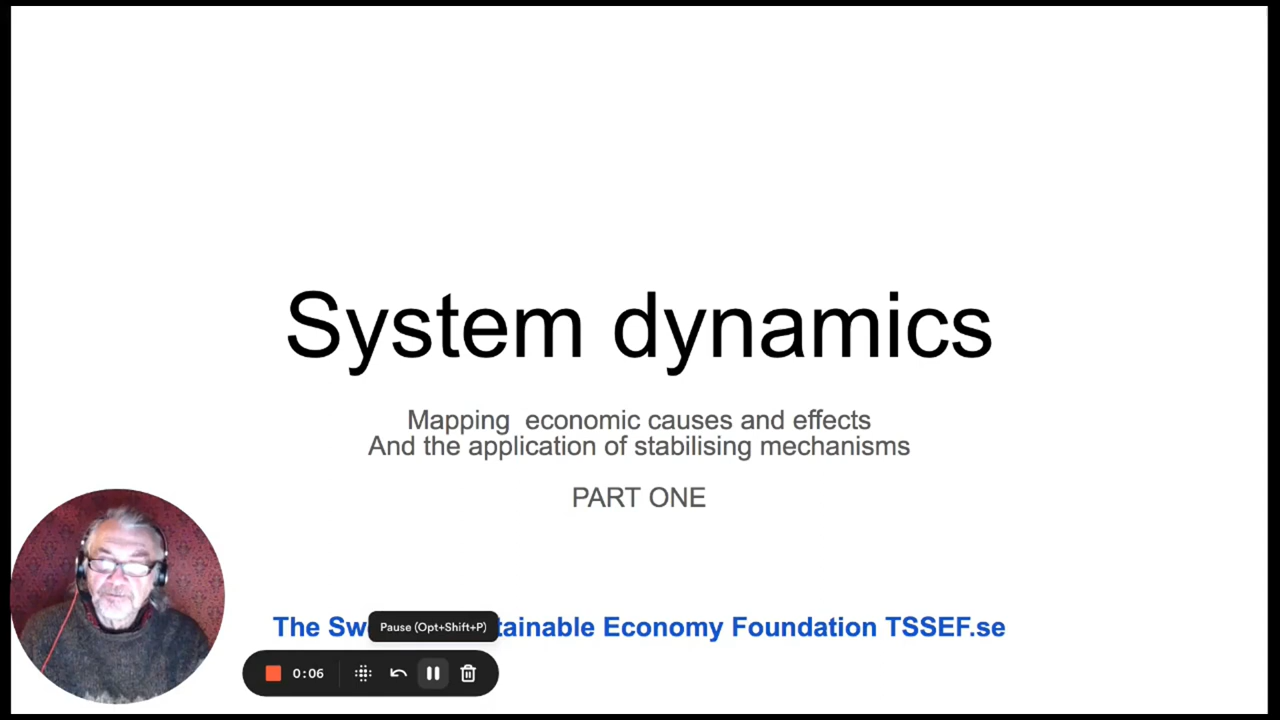 System dynamics
Mapping  economic causes and effects
And the application of stabilising mechanisms
PART ONE
The Sw tainable Economy Foundation TSSEF.se
Pause (Opt+Shift+P)
0:06